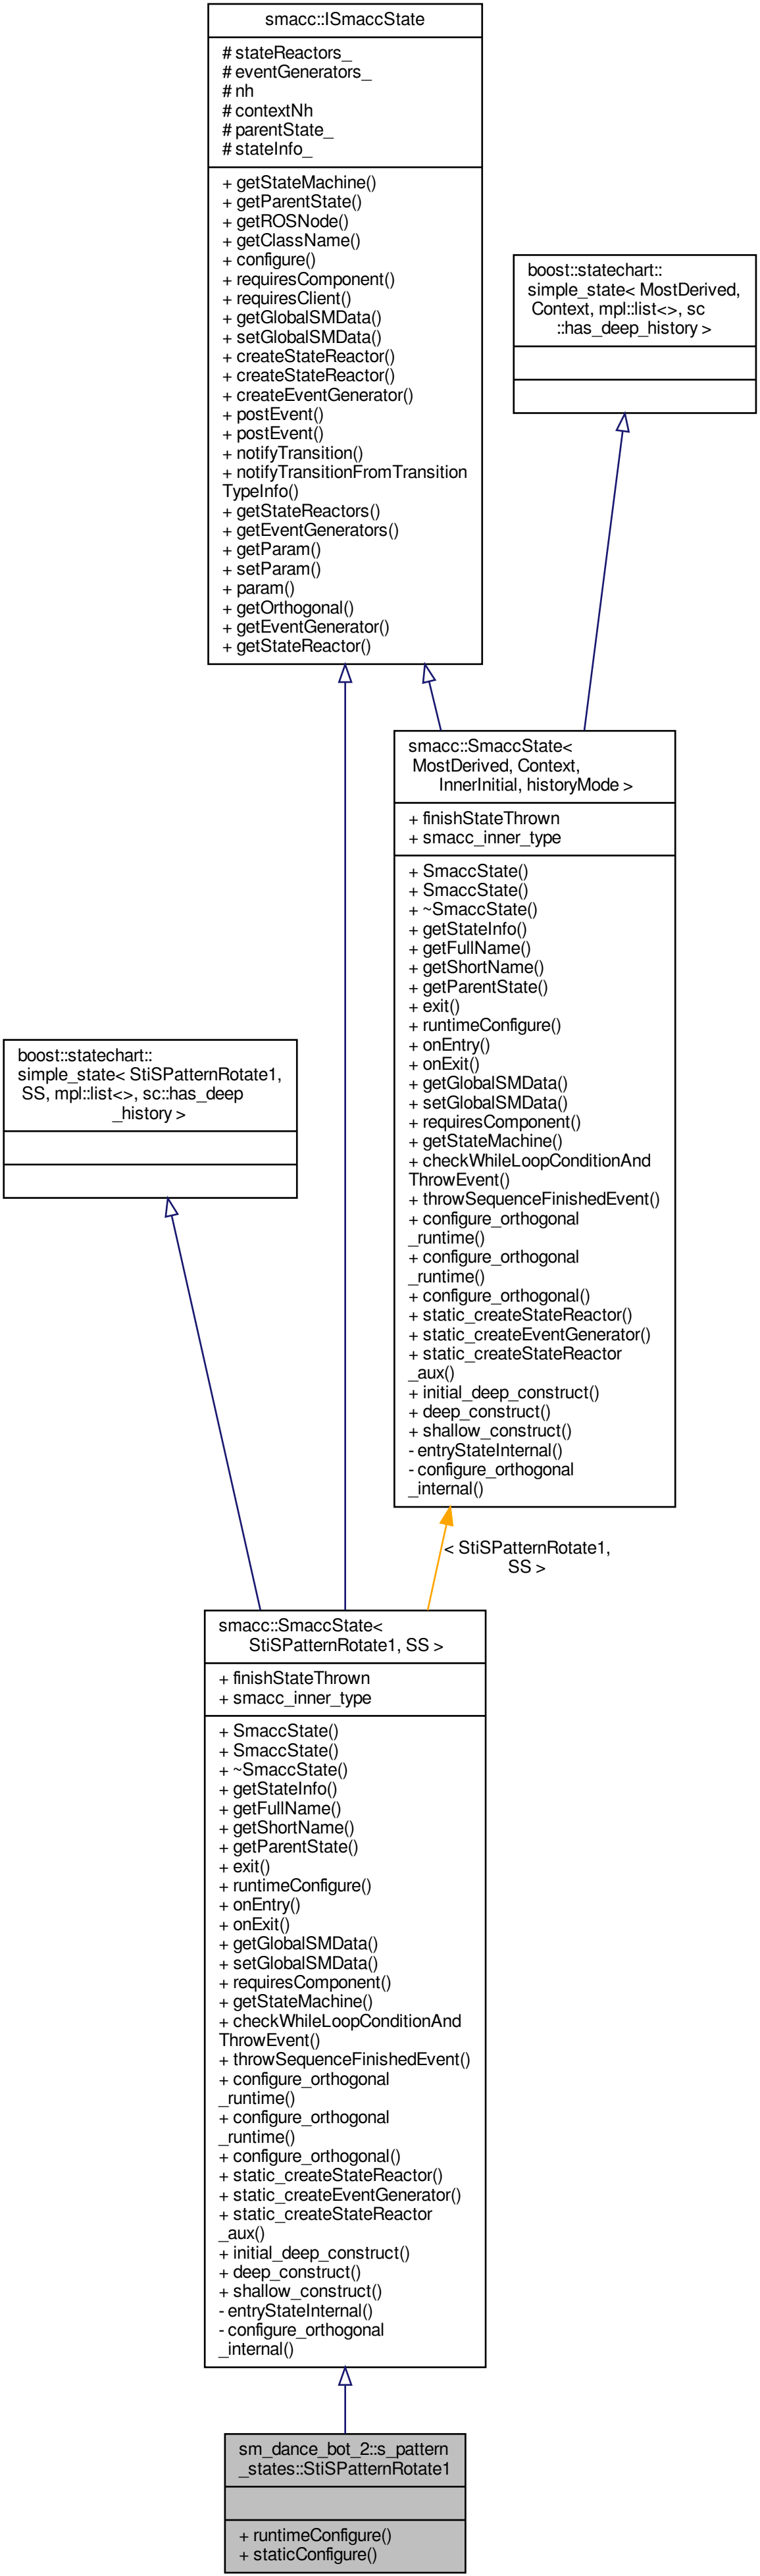 smacc::ISmaccState
# stateReactors_
# eventGenerators_
# nh
# contextNh
# parentState_
# stateInfo_
+ getStateMachine()
+ getParentState()
+ getROSNode()
+ getClassName()
+ configure()
+ requiresComponent()
+ requiresClient()
+ getGlobalSMData()
+ setGlobalSMData()
+ createStateReactor()
+ createStateReactor()
+ createEventGenerator()
+ postEvent()
+ postEvent()
+ notifyTransition()
+ notifyTransitionFromTransition
TypeInfo()
+ getStateReactors()
+ getEventGenerators()
+ getParam()
+ setParam()
+ param()
+ getOrthogonal()
+ getEventGenerator()
+ getStateReactor()
boost::statechart::
simple_state< MostDerived,
Context, mpl::list<>, sc
::has_deep_history >
smacc::SmaccState<
MostDerived, Context,
InnerInitial, historyMode >
+ finishStateThrown
+ smacc_inner_type
+ SmaccState()
+ SmaccState()
+ ~SmaccState()
+ getStateInfo()
+ getFullName()
+ getShortName()
+ getParentState()
+ exit()
+ runtimeConfigure()
+ onEntry()
+ onExit()
+ getGlobalSMData()
+ setGlobalSMData()
+ requiresComponent()
+ getStateMachine()
+ checkWhileLoopConditionAnd
ThrowEvent()
+ throwSequenceFinishedEvent()
+ configure_orthogonal
_runtime()
+ configure_orthogonal
_runtime()
+ configure_orthogonal()
+ static_createStateReactor()
+ static_createEventGenerator()
+ static_createStateReactor
_aux()
+ initial_deep_construct()
+ deep_construct()
+ shallow_construct()
- entryStateInternal()
- configure_orthogonal
_internal()
boost::statechart::
simple_state< StiSPatternRotate1,
SS, mpl::list<>, sc::has_deep
_history >
< StiSPatternRotate1,
SS >
smacc::SmaccState<
StiSPatternRotate1, SS >
+ finishStateThrown
+ smacc_inner_type
+ SmaccState()
+ SmaccState()
+ ~SmaccState()
+ getStateInfo()
+ getFullName()
+ getShortName()
+ getParentState()
+ exit()
+ runtimeConfigure()
+ onEntry()
+ onExit()
+ getGlobalSMData()
+ setGlobalSMData()
+ requiresComponent()
+ getStateMachine()
+ checkWhileLoopConditionAnd
ThrowEvent()
+ throwSequenceFinishedEvent()
+ configure_orthogonal
_runtime()
+ configure_orthogonal
_runtime()
+ configure_orthogonal()
+ static_createStateReactor()
+ static_createEventGenerator()
+ static_createStateReactor
_aux()
+ initial_deep_construct()
+ deep_construct()
+ shallow_construct()
- entryStateInternal()
- configure_orthogonal
_internal()
sm_dance_bot_2::s_pattern
_states::StiSPatternRotate1
+ runtimeConfigure()
+ staticConfigure()